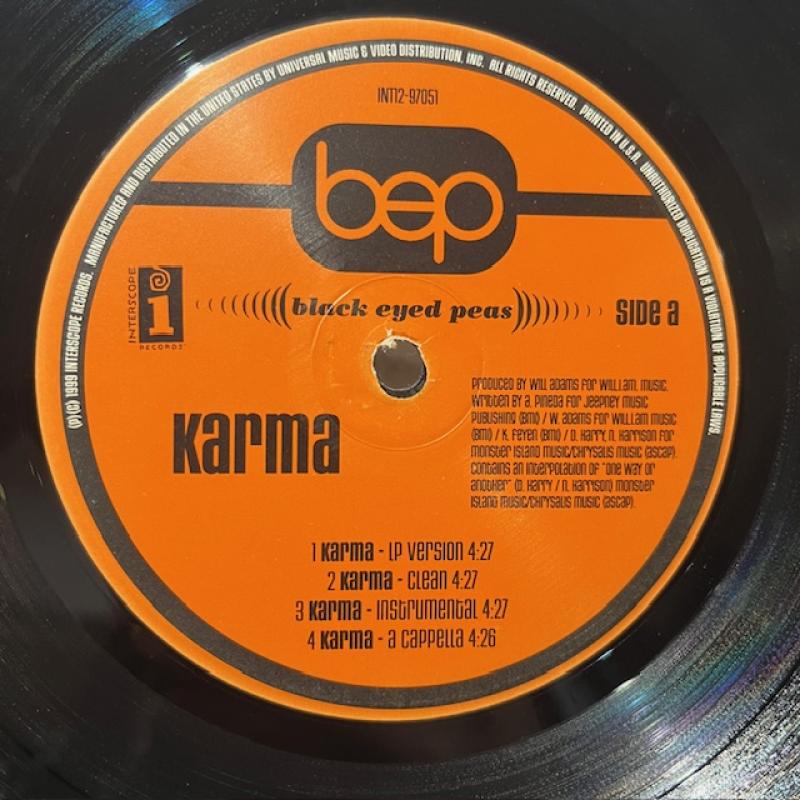 (P)(C) 1999 INTERSCOPE RECORDS. MANUFACTURED AND DISTRIBUTED IN THE UNITED STATES BY UNIVERSAL MUSIC & VIDEO DISTRIBUTION, INC. ALL RIGHTS RESERVED. PRINTED IN U.S.A. UNAUTHORIZED DUPLICATION IS A VIOLATION OF APPLICABLE LAWS.
INT12-97051
bep
INTERSCOPE
i
RECORDS
black eyed peas
SIDE a
Karma
PRODUCED BY WILL ADAMS FOR WILL.I.AM. MUSIC.
WRITTEN BY A. PINEDA FOR JEEPNEY MUSIC
PUBLISHING (BMI) / W. ADAMS FOR WILL.I.AM MUSIC
(BMI) / K. FEYEN (BMI) / D. HARRY, N. HARRISON FOR
MONSTER ISLAND MUSIC/CHRYSALIS MUSIC (ASCAP).
CONTAINS AN INTERPOLATION OF "ONE WAY OR
ANOTHER" (D. HARRY / N. HARRISON) MONSTER
ISLAND MUSIC/CHRYSALIS MUSIC (ASCAP).
1 Karma - LP Version 4:27
2 Karma - Clean 4:27
3 Karma - Instrumental 4:27
4 Karma - a cappella 4:26